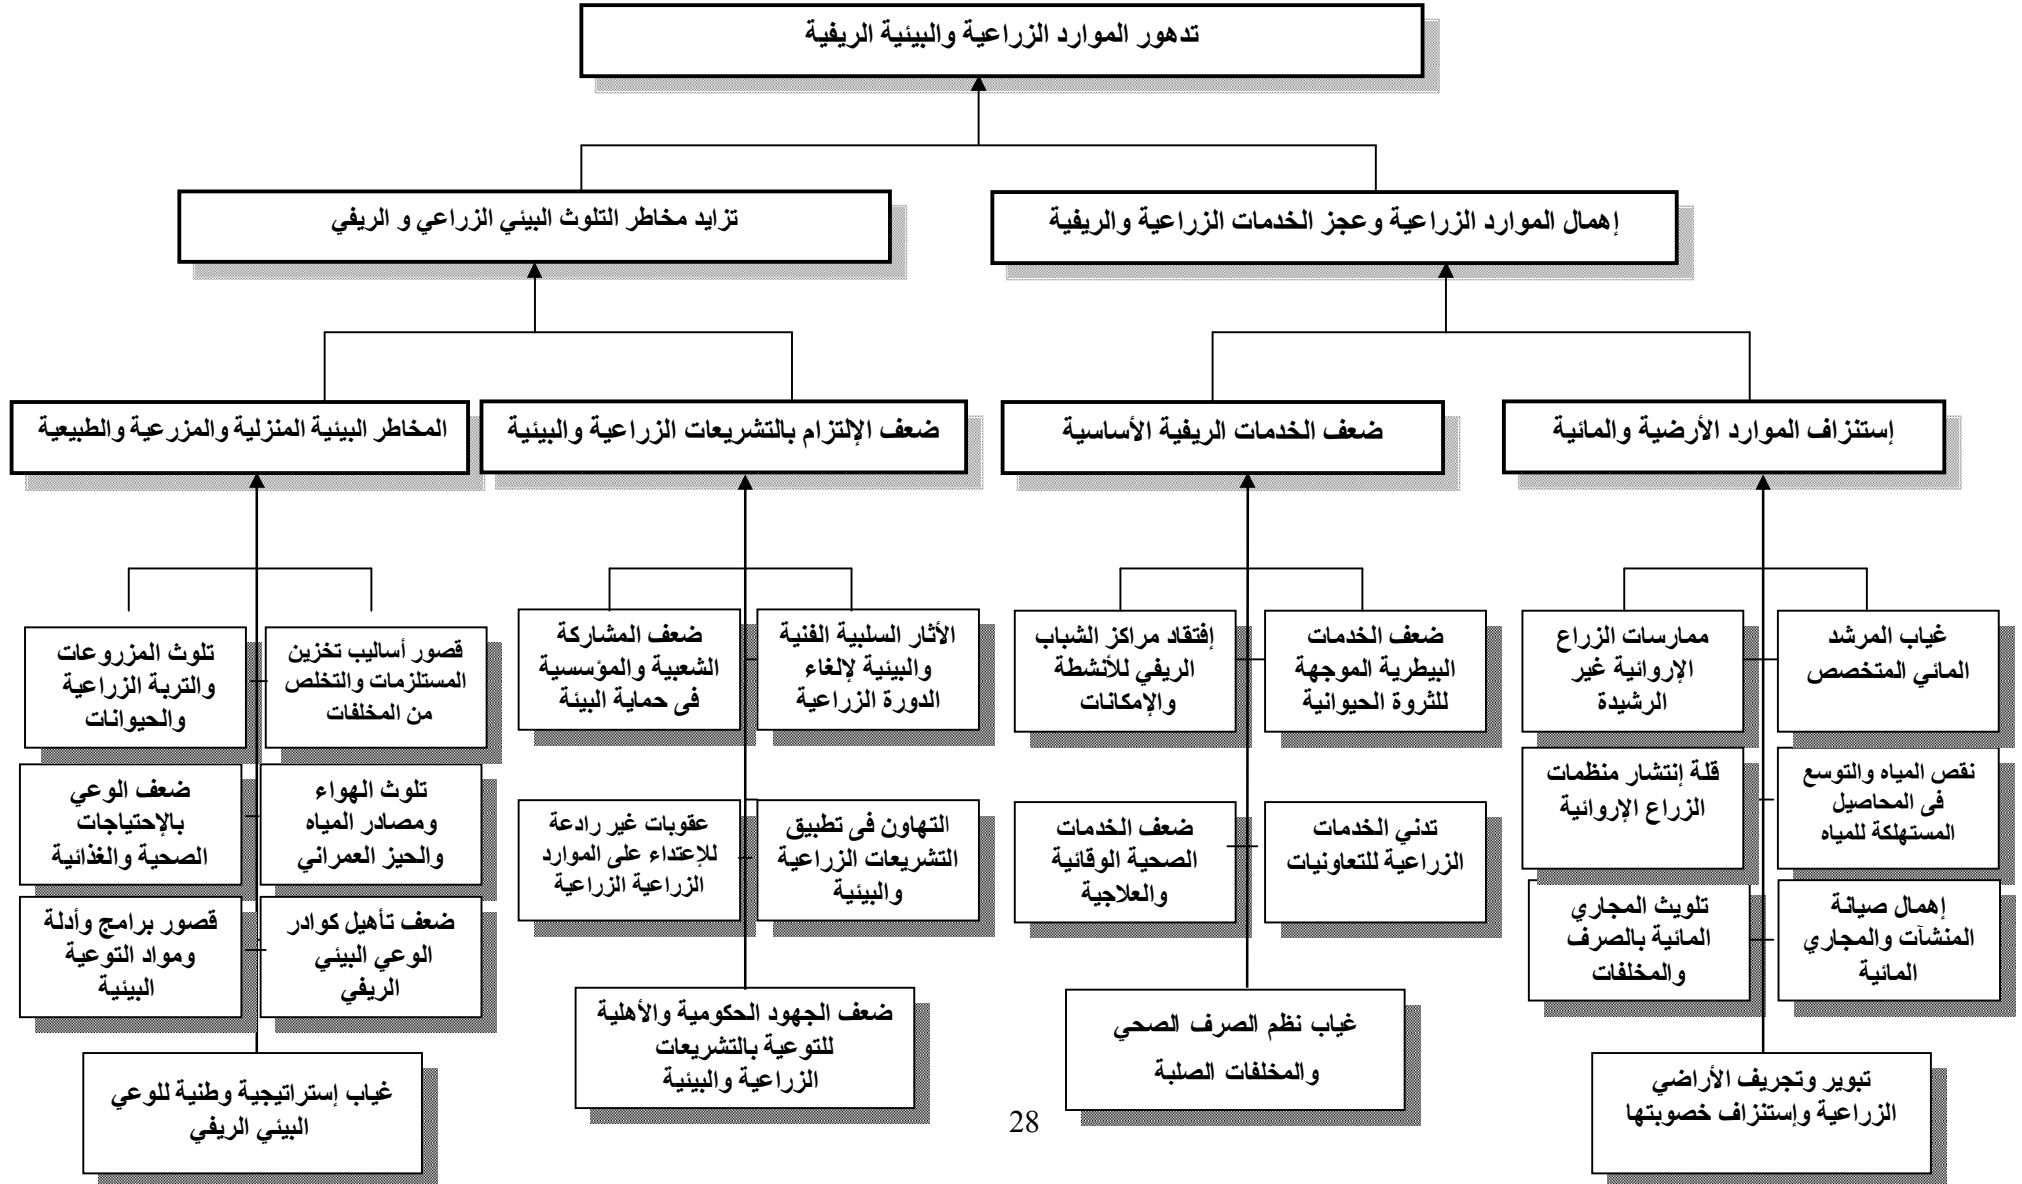 تدهور الموارد الزراعية والبيئية الريفية
إهمال الموارد الزراعية وعجز الخدمات الزراعية والريفية
تزايد مخاطر التلوث البيئي الزراعي و الريفي
إستنزاف الموارد الأرضية والمائية
ضعف الخدمات الريفية الأساسية
ضعف الإلتزام بالتشريعات الزراعية والبيئية
المخاطر البيئية المنزلية والمزرعية والطبيعية
غياب المرشد
المائي المتخصص
ممارسات الزراع
الإروائية غير
الرشيدة
نقص المياه والتوسع
فى المحاصيل
المستهلكة للمياه
قلة إنتشار منظمات
الزراع الإروائية
إهمال صيانة
المنشآت والمجاري
المائية
تلويث المجاري
المائية بالصرف
والمخلفات
تبوير وتجريف الأراضي
الزراعية وإستنزاف خصوبتها
ضعف الخدمات
البيطرية الموجهة
للثروة الحيوانية
إفتقاد مراكز الشباب
الريفي للأنشطة
والإمكانات
تدني الخدمات
الزراعية للتعاونيات
ضعف الخدمات
الصحية الوقائية
والعلاجية
غياب نظم الصرف الصحي
والمخلفات الصلبة
الأثار السلبية الفنية
والبيئية لإلغاء
الدورة الزراعية
ضعف المشاركة
الشعبية والمؤسسية
فى حماية البيئة
التهاون فى تطبيق
التشريعات الزراعية
والبيئية
عقوبات غير رادعة
للإعتداء على الموارد
الزراعية الزراعية
ضعف الجهود الحكومية والأهلية
للتوعية بالتشريعات
الزراعية والبيئية
قصور أساليب تخزين
المستلزمات والتخلص
من المخلفات
تلوث المزروعات
والتربة الزراعية
والحيوانات
تلوث الهواء
ومصادر المياه
والحيز العمراني
ضعف الوعي
بالإحتياجات
الصحية والغذائية
ضعف تأهيل كوادر
الوعي البيئي
الريفي
قصور برامج وأدلة
ومواد التوعية
البيئية
غياب إستراتيجية وطنية للوعي
البيئي الريفي
28